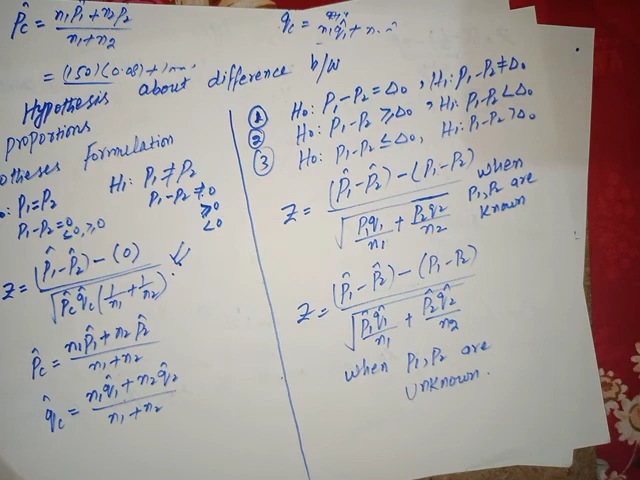 p̂c = (n₁p̂₁ + n₂p̂₂) / (n₁ + n₂)
= (150)(0.08) +
q̂c = n₁q̂₁ + n
Hypothesis about difference b/w
proportions
otheses formulation
: P₁ = P₂ H₁: P₁ ≠ P₂
P₁ - P₂ = 0 P₁ - P₂ ≠ 0
≤0, ≥0 ≥0
<0
Z = ((p̂₁ - p̂₂) - (0)) / √(p̂c q̂c (1/n₁ + 1/n₂))
p̂c = (n₁p̂₁ + n₂p̂₂) / (n₁ + n₂)
q̂c = (n₁q̂₁ + n₂q̂₂) / (n₁ + n₂)
① H₀: P₁ - P₂ = Δ₀, H₁: P₁ - P₂ ≠ Δ₀
② H₀: P₁ - P₂ ≥ Δ₀, H₁: P₁ - P₂ < Δ₀
③ H₀: P₁ - P₂ ≤ Δ₀, H₁: P₁ - P₂ > Δ₀
Z = ((p̂₁ - p̂₂) - (P₁ - P₂)) / √(P₁q₁/n₁ + P₂q₂/n₂)
when
P₁, P₂ are
known
Z = ((p̂₁ - p̂₂) - (P₁ - P₂)) / √(p̂₁q̂₁/n₁ + p̂₂q̂₂/n₂)
when P₁, P₂ are
unknown.